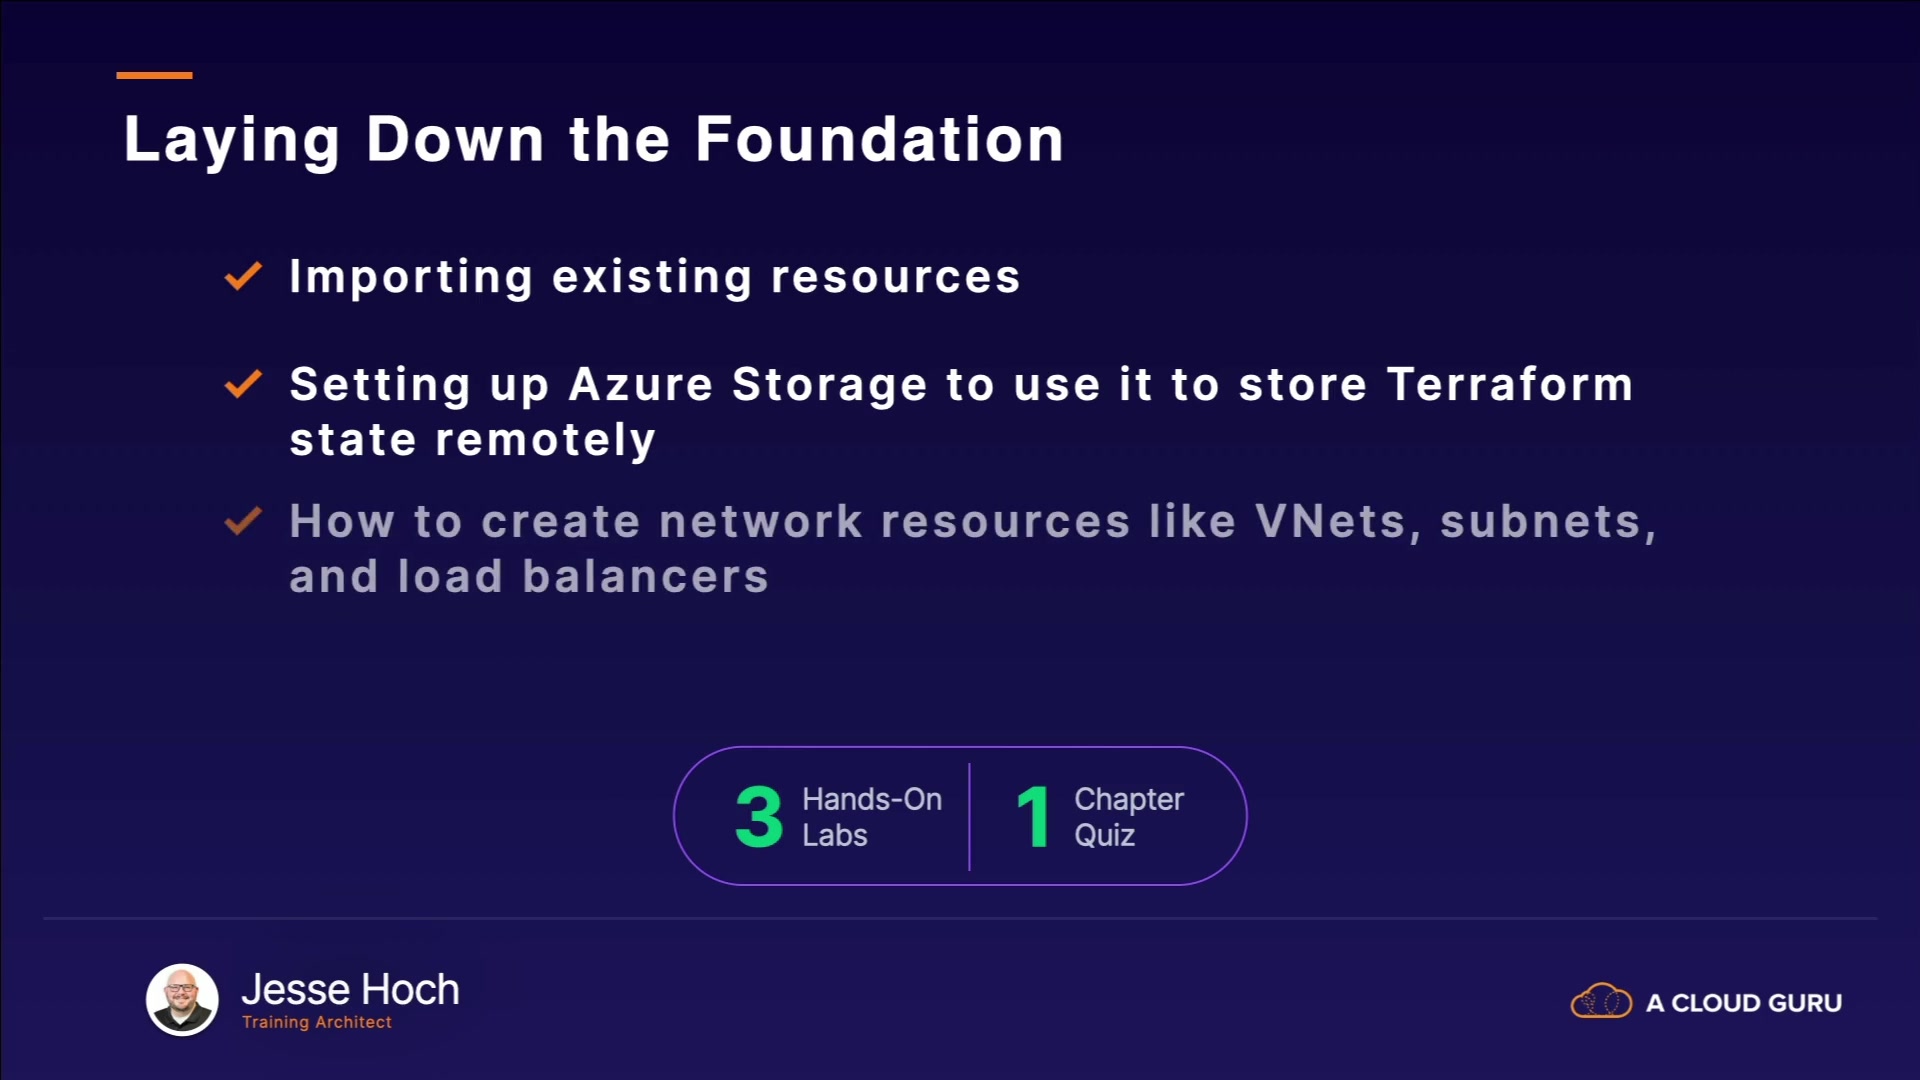 Laying Down the Foundation
Importing existing resources
Setting up Azure Storage to use it to store Terraform
state remotely
How to create network resources like VNets, subnets,
and load balancers
3 Hands-On
Labs
1 Chapter
Quiz
Jesse Hoch
Training Architect
A CLOUD GURU